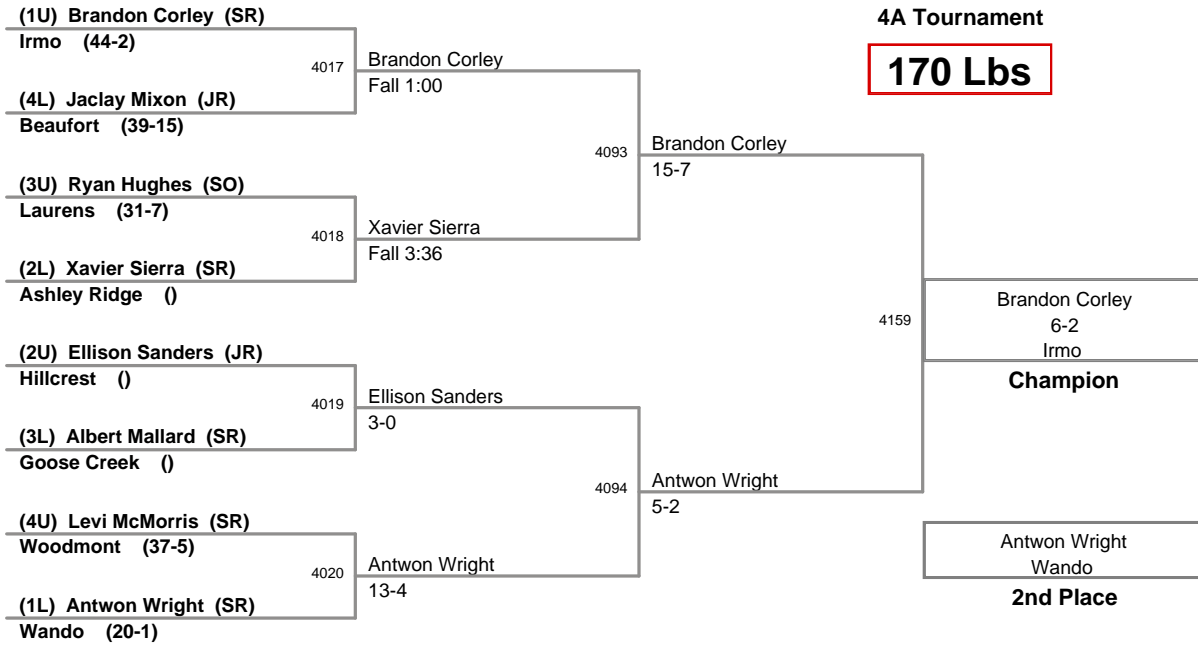 4A Tournament
170 Lbs
(1U) Brandon Corley (SR)
Irmo (44-2)
4017
Brandon Corley
Fall 1:00
(4L) Jaclay Mixon (JR)
Beaufort (39-15)
4093
Brandon Corley
15-7
(3U) Ryan Hughes (SO)
Laurens (31-7)
4018
Xavier Sierra
Fall 3:36
(2L) Xavier Sierra (SR)
Ashley Ridge ()
4159
Brandon Corley
6-2
Irmo
Champion
(2U) Ellison Sanders (JR)
Hillcrest ()
4019
Ellison Sanders
3-0
(3L) Albert Mallard (SR)
Goose Creek ()
4094
Antwon Wright
5-2
(4U) Levi McMorris (SR)
Woodmont (37-5)
4020
Antwon Wright
13-4
(1L) Antwon Wright (SR)
Wando (20-1)
Antwon Wright
Wando
2nd Place